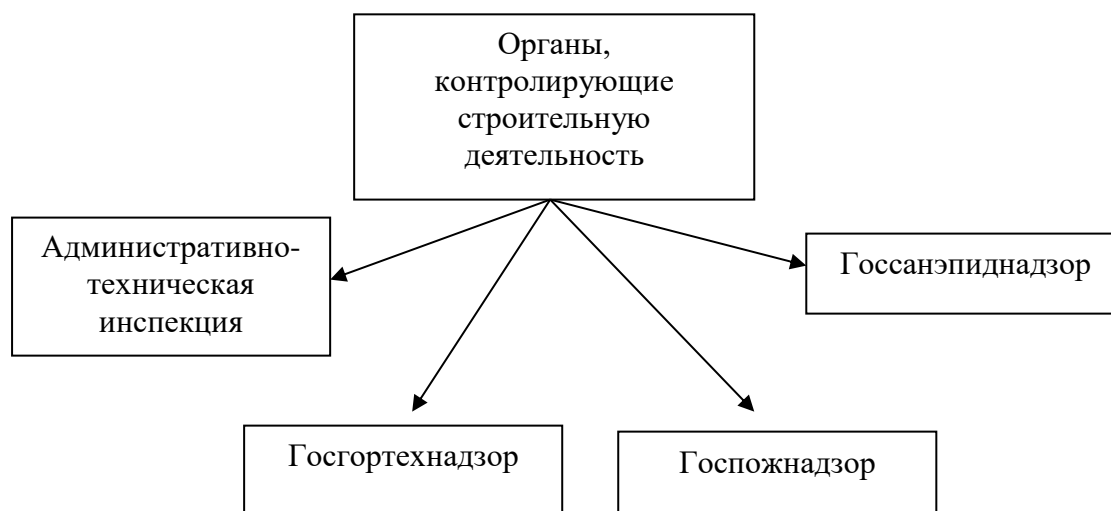 Органы,
контролирующие
строительную
деятельность
Административно-
техническая
инспекция
Госсанэпиднадзор
Госгортехнадзор
Госпожнадзор